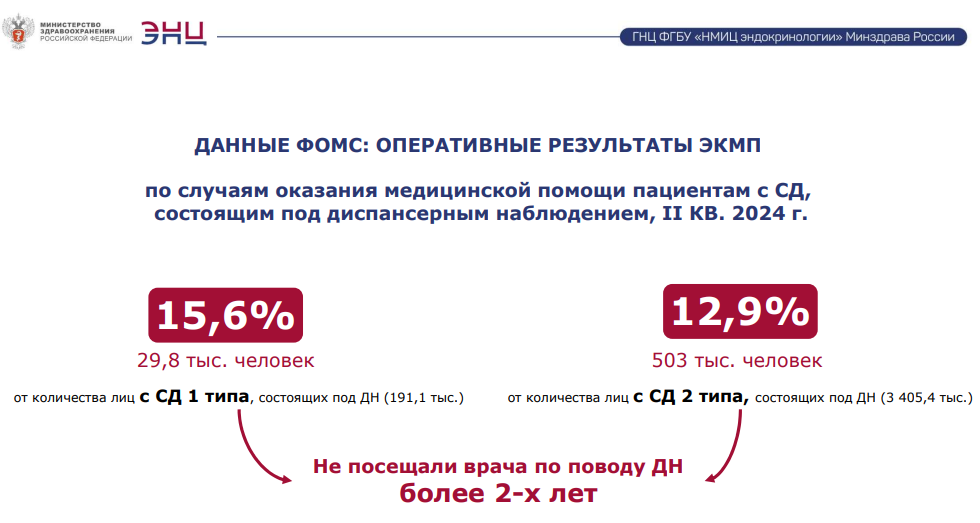 МИНИСТЕРСТВО
ЗДРАВООХРАНЕНИЯ
РОССИЙСКОЙ ФЕДЕРАЦИИ
ЭНЦ
ГНЦ ФГБУ «НМИЦ эндокринологии» Минздрава России
ДАННЫЕ ФОМС: ОПЕРАТИВНЫЕ РЕЗУЛЬТАТЫ ЭКМП
по случаям оказания медицинской помощи пациентам с СД,
состоящим под диспансерным наблюдением, II КВ. 2024 г.
15,6%
29,8 тыс. человек
от количества лиц с СД 1 типа, состоящих под ДН (191,1 тыс.)
12,9%
503 тыс. человек
от количества лиц с СД 2 типа, состоящих под ДН (3 405,4 тыс.)
Не посещали врача по поводу ДН
более 2-х лет